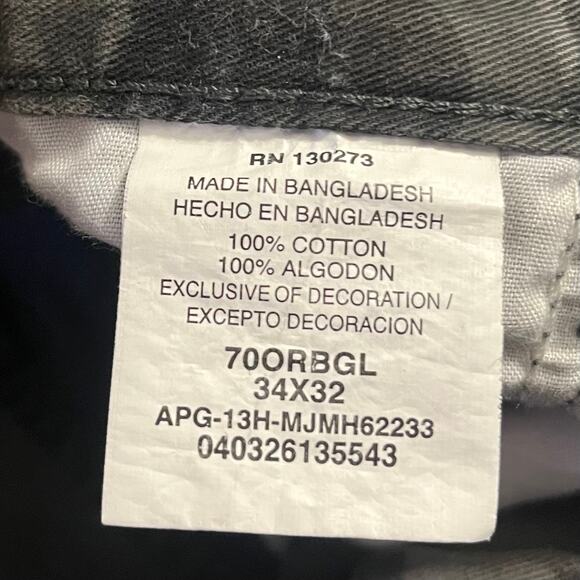 RN 130273
MADE IN BANGLADESH
HECHO EN BANGLADESH
100% COTTON
100% ALGODON
EXCLUSIVE OF DECORATION /
EXCEPTO DECORACION
70ORBGL
34X32
APG-13H-MJMH62233
040326135543